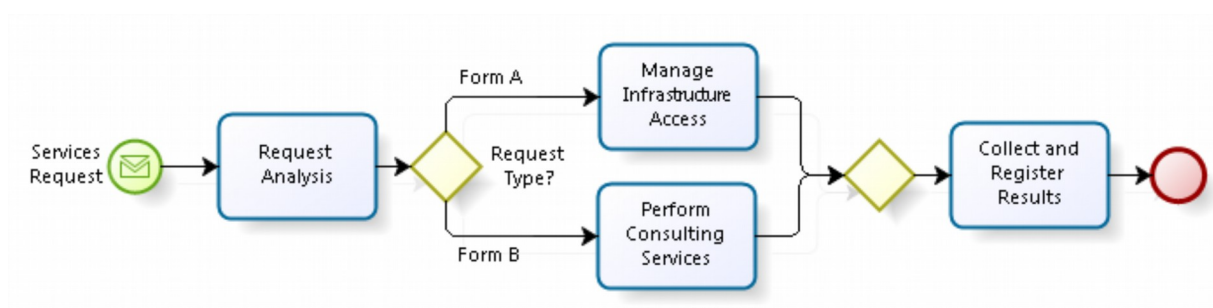 Services
Request
Request
Analysis
Form A
Request
Type?
Form B
Manage
Infrastructure
Access
Perform
Consulting
Services
Collect and
Register
Results